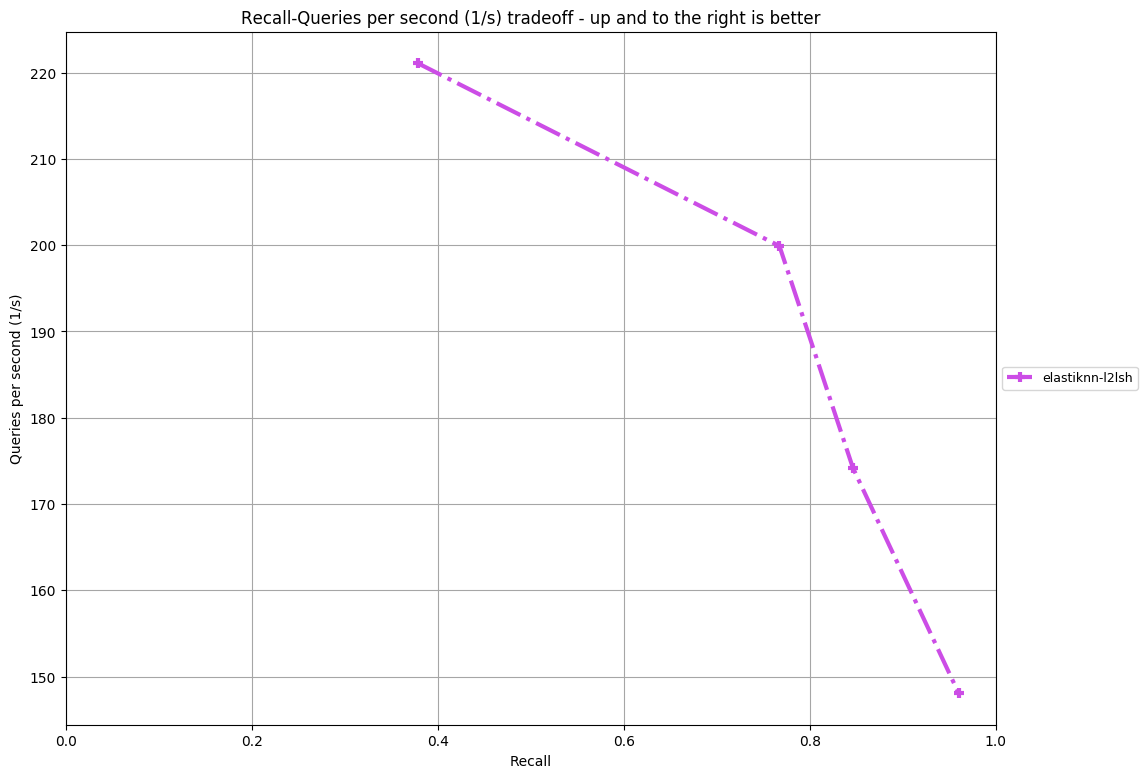 Recall-Queries per second (1/s) tradeoff - up and to the right is better
Queries per second (1/s)
220
210
200
190
180
170
160
150
0.0 0.2 0.4 0.6 0.8 1.0
Recall
elastiknn-l2lsh